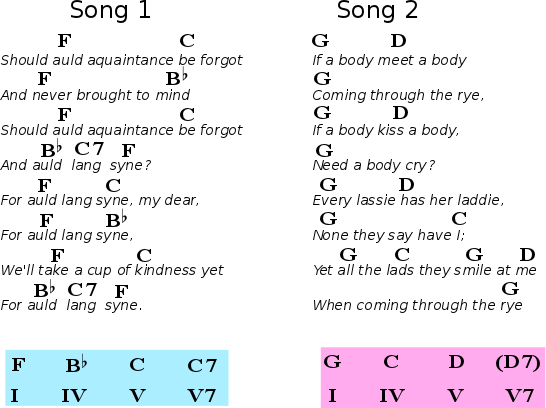 Song 1
F C
Should auld aquaintance be forgot
F B♭
And never brought to mind
F C
Should auld aquaintance be forgot
B♭ C7 F
And auld lang syne?
F C
For auld lang syne, my dear,
F B♭
For auld lang syne,
F C
We'll take a cup of kindness yet
B♭ C7 F
For auld lang syne.
F B♭ C C7
I IV V V7
Song 2
G D
If a body meet a body
G
Coming through the rye,
G D
If a body kiss a body,
G
Need a body cry?
G D
Every lassie has her laddie,
G C
None they say have I;
G C G D
Yet all the lads they smile at me
G
When coming through the rye
G C D (D7)
I IV V V7